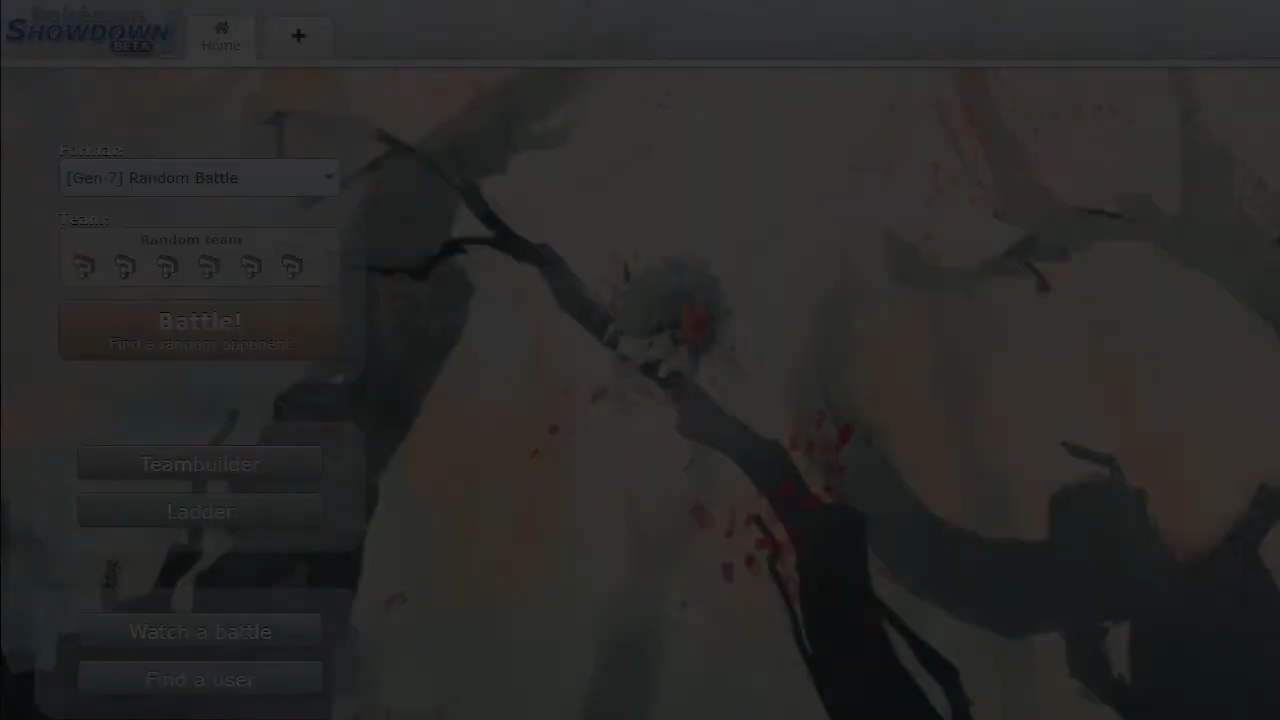 Pokémon
SHOWDOWN
BETA
Home
+
Format:
[Gen 7] Random Battle
Team:
Random team
Battle!
Find a random opponent
Teambuilder
Ladder
Watch a battle
Find a user